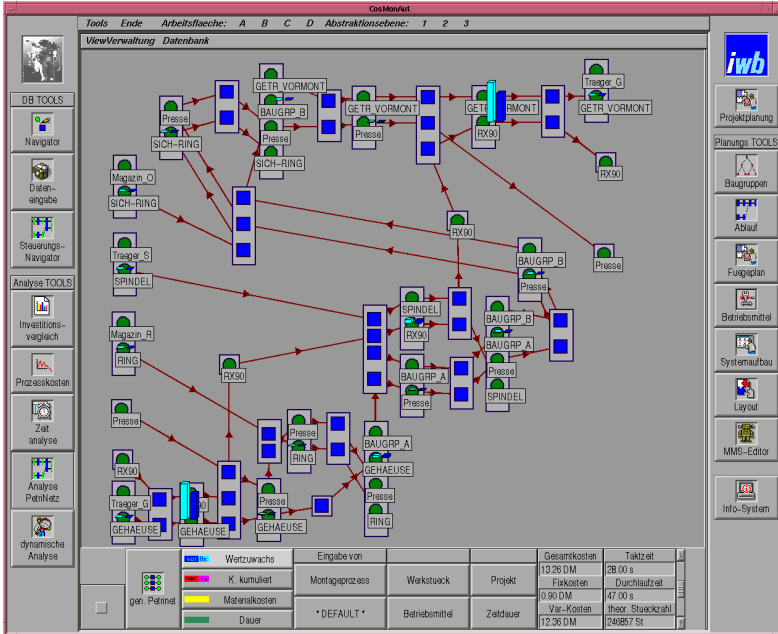 CosMonAut
Tools Ende Arbeitsflaeche: A B C D Abstraktionsebene: 1 2 3
ViewVerwaltung Datenbank
iwb
DB TOOLS
Navigator
Daten-
eingabe
Steuerungs-
Navigator
Analyse TOOLS
Investitions-
vergleich
Prozesskosten
Zeit
analyse
Analyse
PetriNetz
dynamische
Analyse
Projektplanung
Planungs TOOLS
Baugruppen
Ablauf
Fuegeplan
Betriebsmittel
Systemaufbau
Layout
MMS-Editor
Info-System
GETR_VORMONT
Traeger_G
Presse
BAUGRP_B
GETR_VORMONT
GETR_VORMONT
SICH-RING
Presse
Presse
RX90
SICH-RING
RX90
Magazin_O
SICH-RING
RX90
Presse
Traeger_S
SPINDEL
BAUGRP_B
Presse
SPINDEL
BAUGRP_B
RX90
BAUGRP_A
Magazin_R
RING
RX90
BAUGRP_A
Presse
Presse
SPINDEL
Presse
Presse
BAUGRP_A
RING
GEHAEUSE
RX90
Traeger_G
Presse
Presse
GEHAEUSE
GEHAEUSE
GEHAEUSE
RING
gen. Petrinet
var fix Wertzuwachs
var fix K. kumuliert
Materialkosten
Dauer
Eingabe von
Montageprozess
Werkstueck
Projekt
* DEFAULT *
Betriebsmittel
Zeitdauer
Gesamtkosten Taktzeit
13.26 DM 28.00 s
Fixkosten Durchlaufzeit
0.90 DM 47.00 s
Var-Kosten theor. Stueckzahl
12.36 DM 246857 St